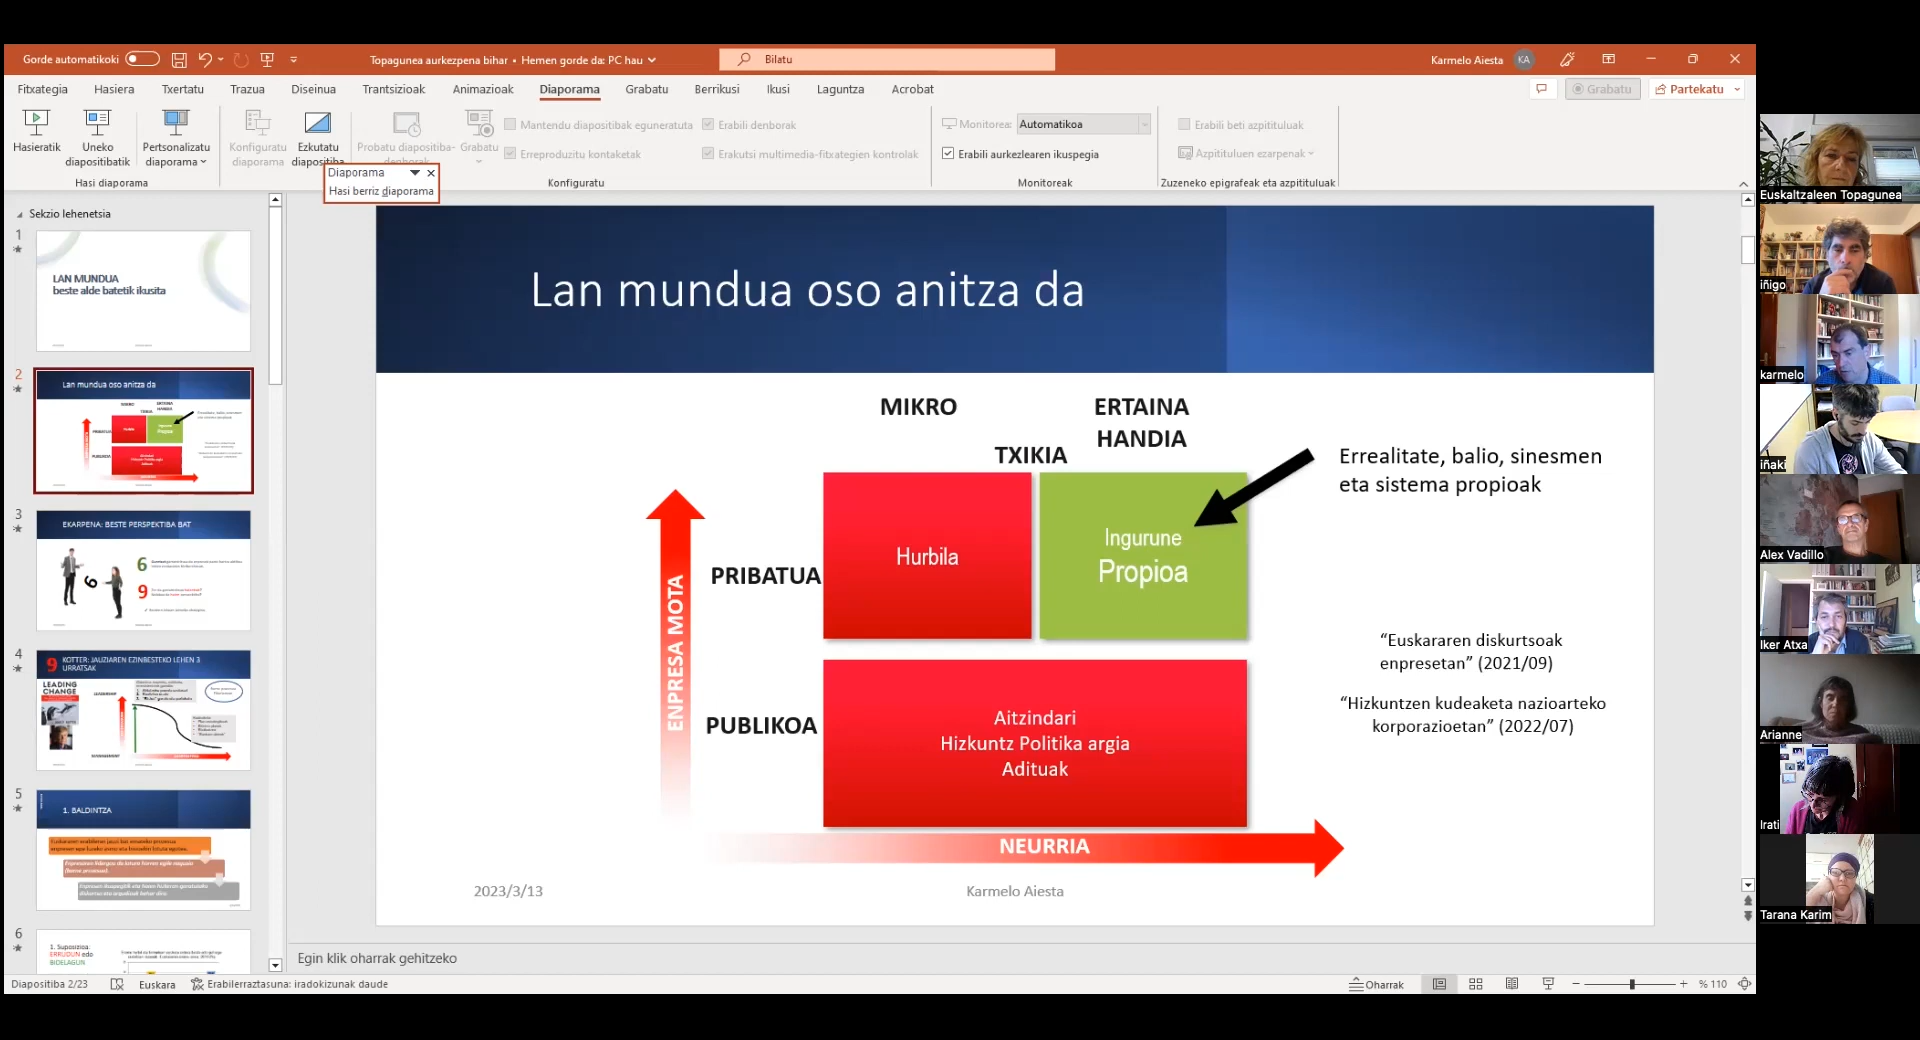 Gorde automatikoki
Topagunea aurkezpena bihar • Hemen gorde da: PC hau
Bilatu
Karmelo Aiesta
KA
Fitxategia Hasiera Txertatu Trazua Diseinua Trantsizioak Animazioak Diaporama Grabatu Berrikusi Ikusi Laguntza Acrobat
Grabatu
Partekatu
Hasieratik
Uneko diapositibatik
Pertsonalizatu diaporama
Hasi diaporama
Konfiguratu diaporama
Ezkutatu diapositiba
Probatu diapositiba-denborak
Grabatu
Mantendu diapositibak eguneratuta
Erreproduzitu kontaketak
Erabili denborak
Erakutsi multimedia-fitxategien kontrolak
Konfiguratu
Monitorea: Automatikoa
Erabili aurkezlearen ikuspegia
Monitoreak
Erabili beti azpitituluak
Azpitituluen ezarpenak
Zuzeneko epigrafeak eta azpitituluak
Diaporama
Hasi berriz diaporama
Sekzio lehenetsia
1
LAN MUNDUA
beste alde batetik ikusita
2
Lan mundua oso anitza da
3
EKARPENA: BESTE PERSPEKTIBA BAT
6
9
4
9 KOTTER: JAUZIAREN EZINBESTEKO LEHEN 3
URRATSAK
LEADING
CHANGE
5
1. BALDINTZA
6
1. Suposizioa:
ERRUDUN edo
BIDELAGUN
Lan mundua oso anitza da
MIKRO
ERTAINA
HANDIA
TXIKIA
Errealitate, balio, sinesmen
eta sistema propioak
ENPRESA MOTA
PRIBATUA
Hurbila
Ingurune
Propioa
PUBLIKOA
Aitzindari
Hizkuntz Politika argia
Adituak
“Euskararen diskurtsoak
enpresetan” (2021/09)
“Hizkuntzen kudeaketa nazioarteko
korporazioetan” (2022/07)
NEURRIA
2023/3/13
Karmelo Aiesta
Egin klik oharrak gehitzeko
Diapositiba 2/23
Euskara
Erabilerraztasuna: iradokizunak daude
Oharrak
% 110
Euskaltzaleen Topagunea
iñigo
karmelo
iñaki
Alex Vadillo
Iker Atxa
Arianne
Irati
Tarana Karim